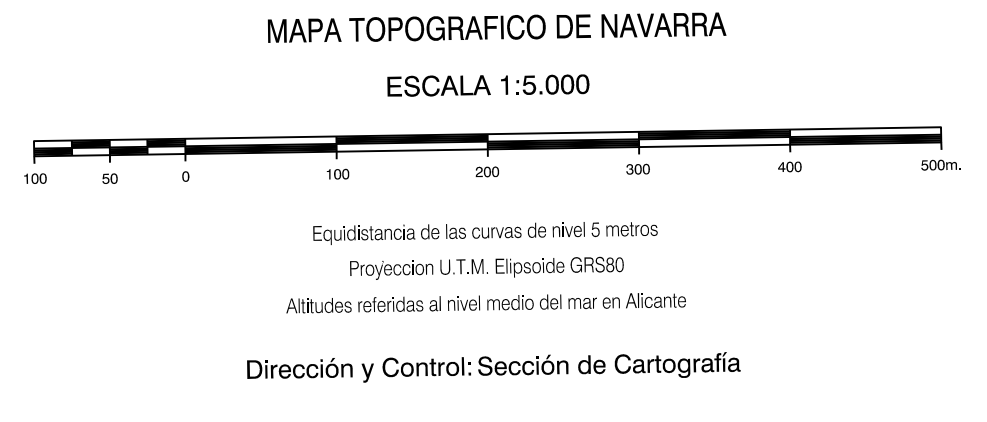 MAPA TOPOGRAFICO DE NAVARRA
ESCALA 1:5.000
100 50 0 100 200 300 400 500m.
Equidistancia de las curvas de nivel 5 metros
Proyeccion U.T.M. Elipsoide GRS80
Altitudes referidas al nivel medio del mar en Alicante
Dirección y Control: Sección de Cartografía